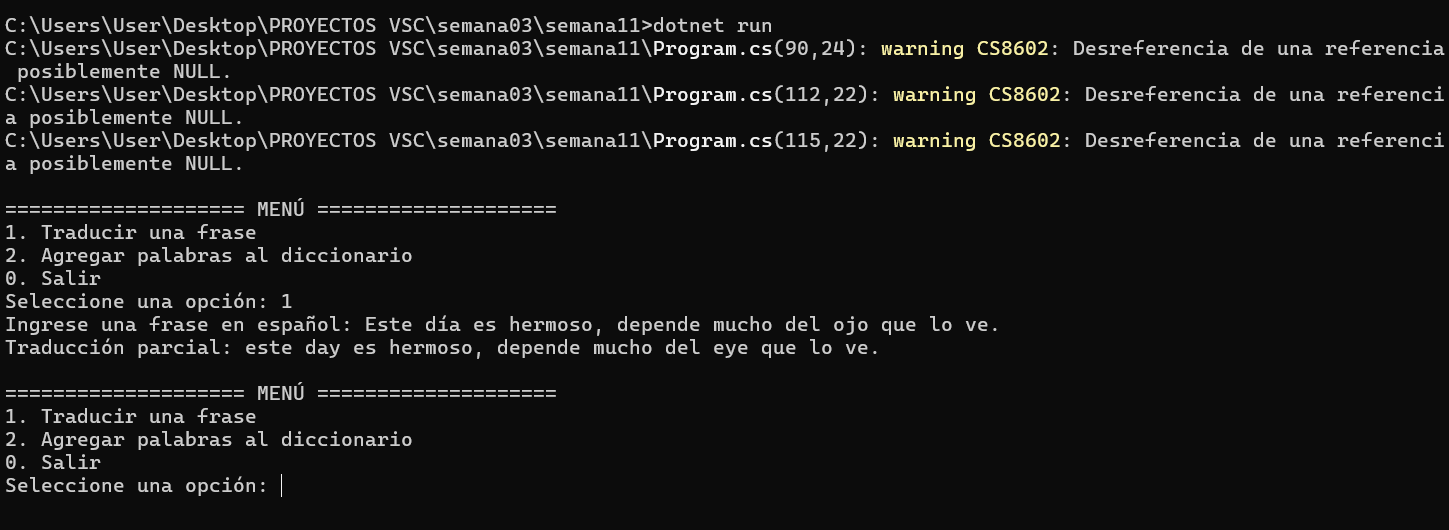 C:\Users\User\Desktop\PROYECTOS VSC\semana03\semana11>dotnet run
C:\Users\User\Desktop\PROYECTOS VSC\semana03\semana11\Program.cs(90,24): warning CS8602: Desreferencia de una referencia
 posiblemente NULL.
C:\Users\User\Desktop\PROYECTOS VSC\semana03\semana11\Program.cs(112,22): warning CS8602: Desreferencia de una referenci
a posiblemente NULL.
C:\Users\User\Desktop\PROYECTOS VSC\semana03\semana11\Program.cs(115,22): warning CS8602: Desreferencia de una referenci
a posiblemente NULL.

==================== MENÚ ====================
1. Traducir una frase
2. Agregar palabras al diccionario
0. Salir
Seleccione una opción: 1
Ingrese una frase en español: Este día es hermoso, depende mucho del ojo que lo ve.
Traducción parcial: este day es hermoso, depende mucho del eye que lo ve.

==================== MENÚ ====================
1. Traducir una frase
2. Agregar palabras al diccionario
0. Salir
Seleccione una opción: